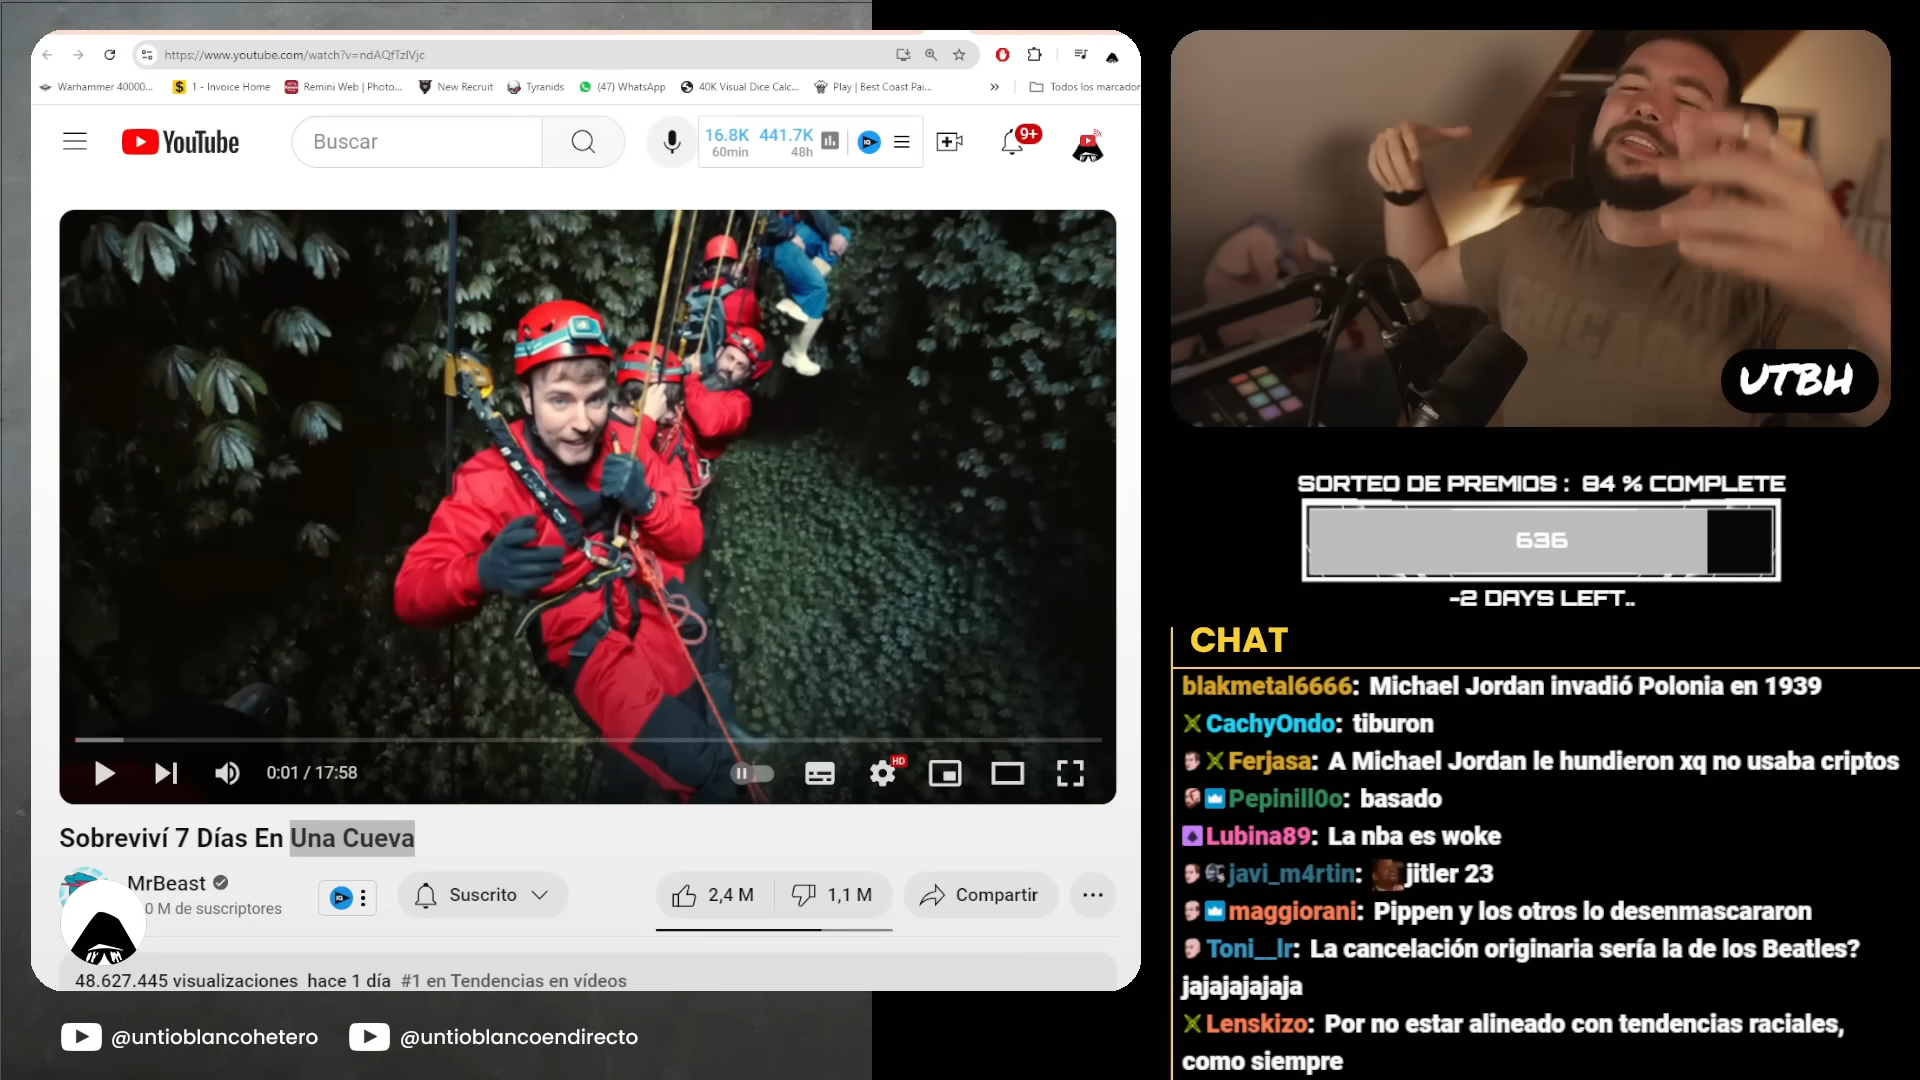 https://www.youtube.com/watch?v=ndAQfTzlVjc
Warhammer 40000...
1 - Invoice Home
Remini Web | Photo...
New Recruit
Tyranids
(47) WhatsApp
40K Visual Dice Calc...
Play | Best Coast Pai...
Todos los marcador
YouTube
Buscar
16.8K 441.7K
60min 48h
9+
0:01 / 17:58
HD
Sobreviví 7 Días En Una Cueva
MrBeast
0 M de suscriptores
Suscrito
2,4 M
1,1 M
Compartir
48.627.445 visualizaciones hace 1 día #1 en Tendencias en vídeos
@untioblancohetero
@untioblancoendirecto
UTBH
SORTEO DE PREMIOS : 84 % COMPLETE
636
-2 DAYS LEFT..
CHAT
blakmetal6666: Michael Jordan invadió Polonia en 1939
CachyOndo: tiburon
Ferjasa: A Michael Jordan le hundieron xq no usaba criptos
Pepinill0o: basado
Lubina89: La nba es woke
javi_m4rtin: jitler 23
maggiorani: Pippen y los otros lo desenmascararon
Toni__lr: La cancelación originaria sería la de los Beatles?
jajajajajaja
Lenskizo: Por no estar alineado con tendencias raciales,
como siempre